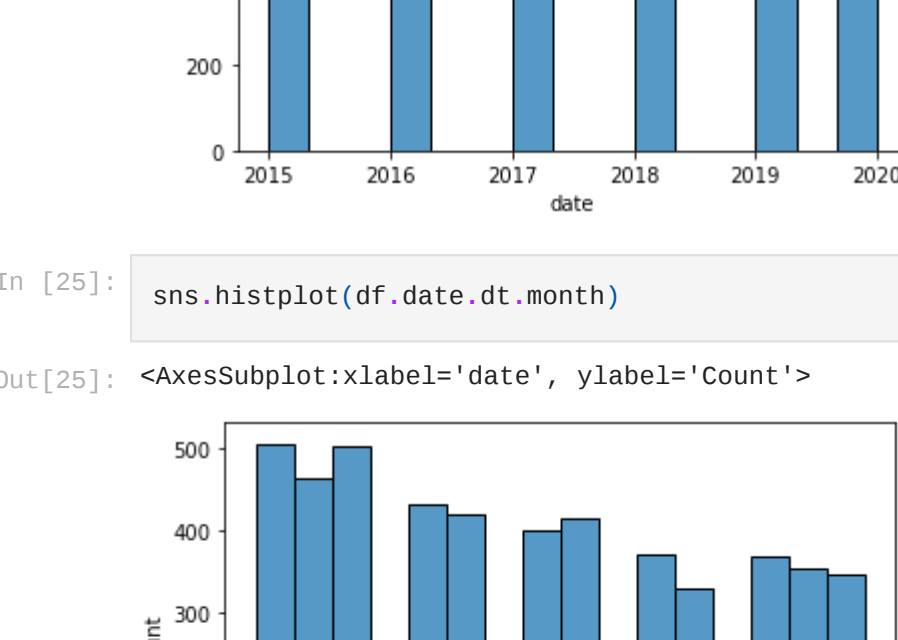 200
0
2015 2016 2017 2018 2019 2020
date
In [25]:
sns.histplot(df.date.dt.month)
Out[25]:
<AxesSubplot:xlabel='date', ylabel='Count'>
500
400
300